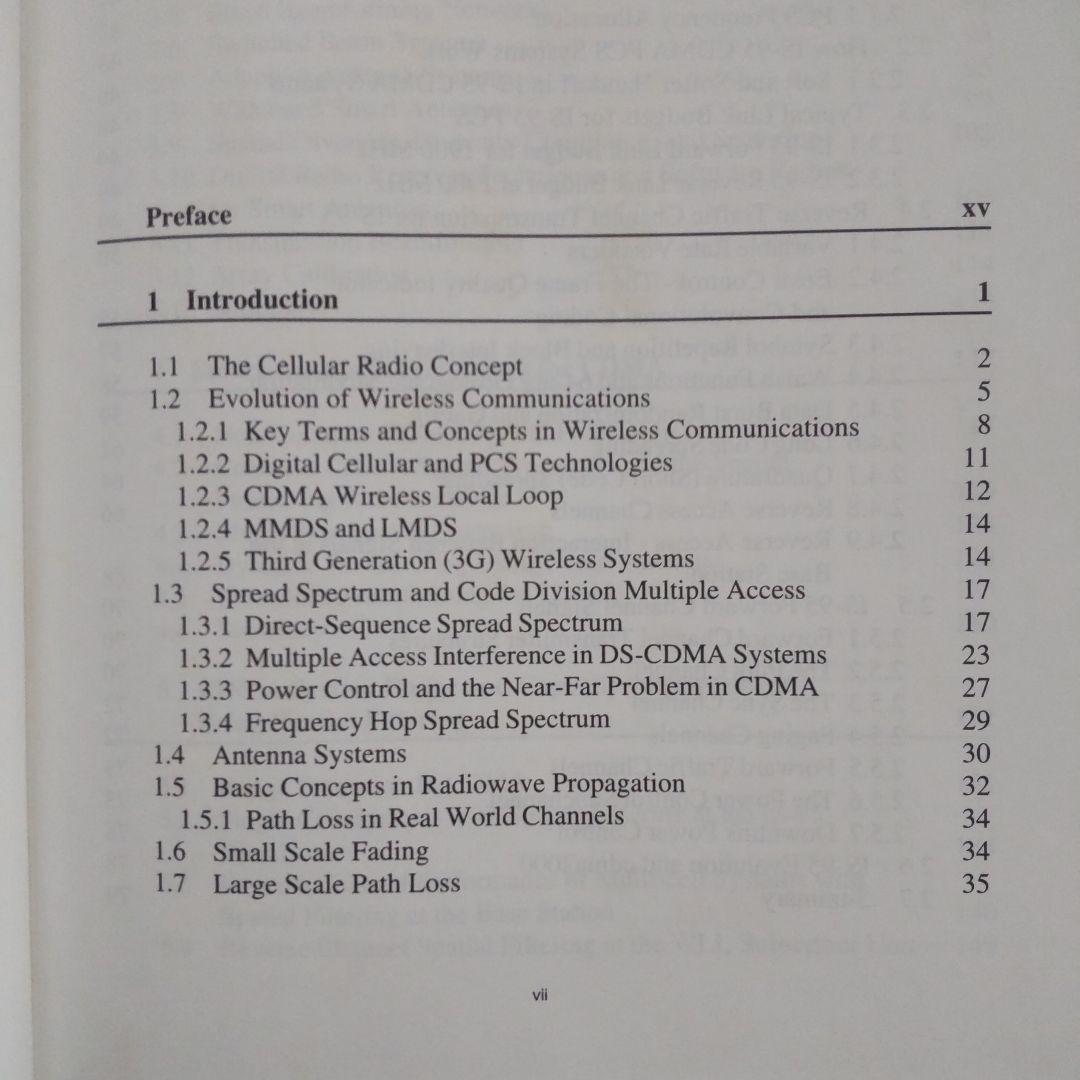 Preface xv
1 Introduction 1
1.1 The Cellular Radio Concept 2
1.2 Evolution of Wireless Communications 5
1.2.1 Key Terms and Concepts in Wireless Communications 8
1.2.2 Digital Cellular and PCS Technologies 11
1.2.3 CDMA Wireless Local Loop 12
1.2.4 MMDS and LMDS 14
1.2.5 Third Generation (3G) Wireless Systems 14
1.3 Spread Spectrum and Code Division Multiple Access 17
1.3.1 Direct-Sequence Spread Spectrum 17
1.3.2 Multiple Access Interference in DS-CDMA Systems 23
1.3.3 Power Control and the Near-Far Problem in CDMA 27
1.3.4 Frequency Hop Spread Spectrum 29
1.4 Antenna Systems 30
1.5 Basic Concepts in Radiowave Propagation 32
1.5.1 Path Loss in Real World Channels 34
1.6 Small Scale Fading 34
1.7 Large Scale Path Loss 35
vii